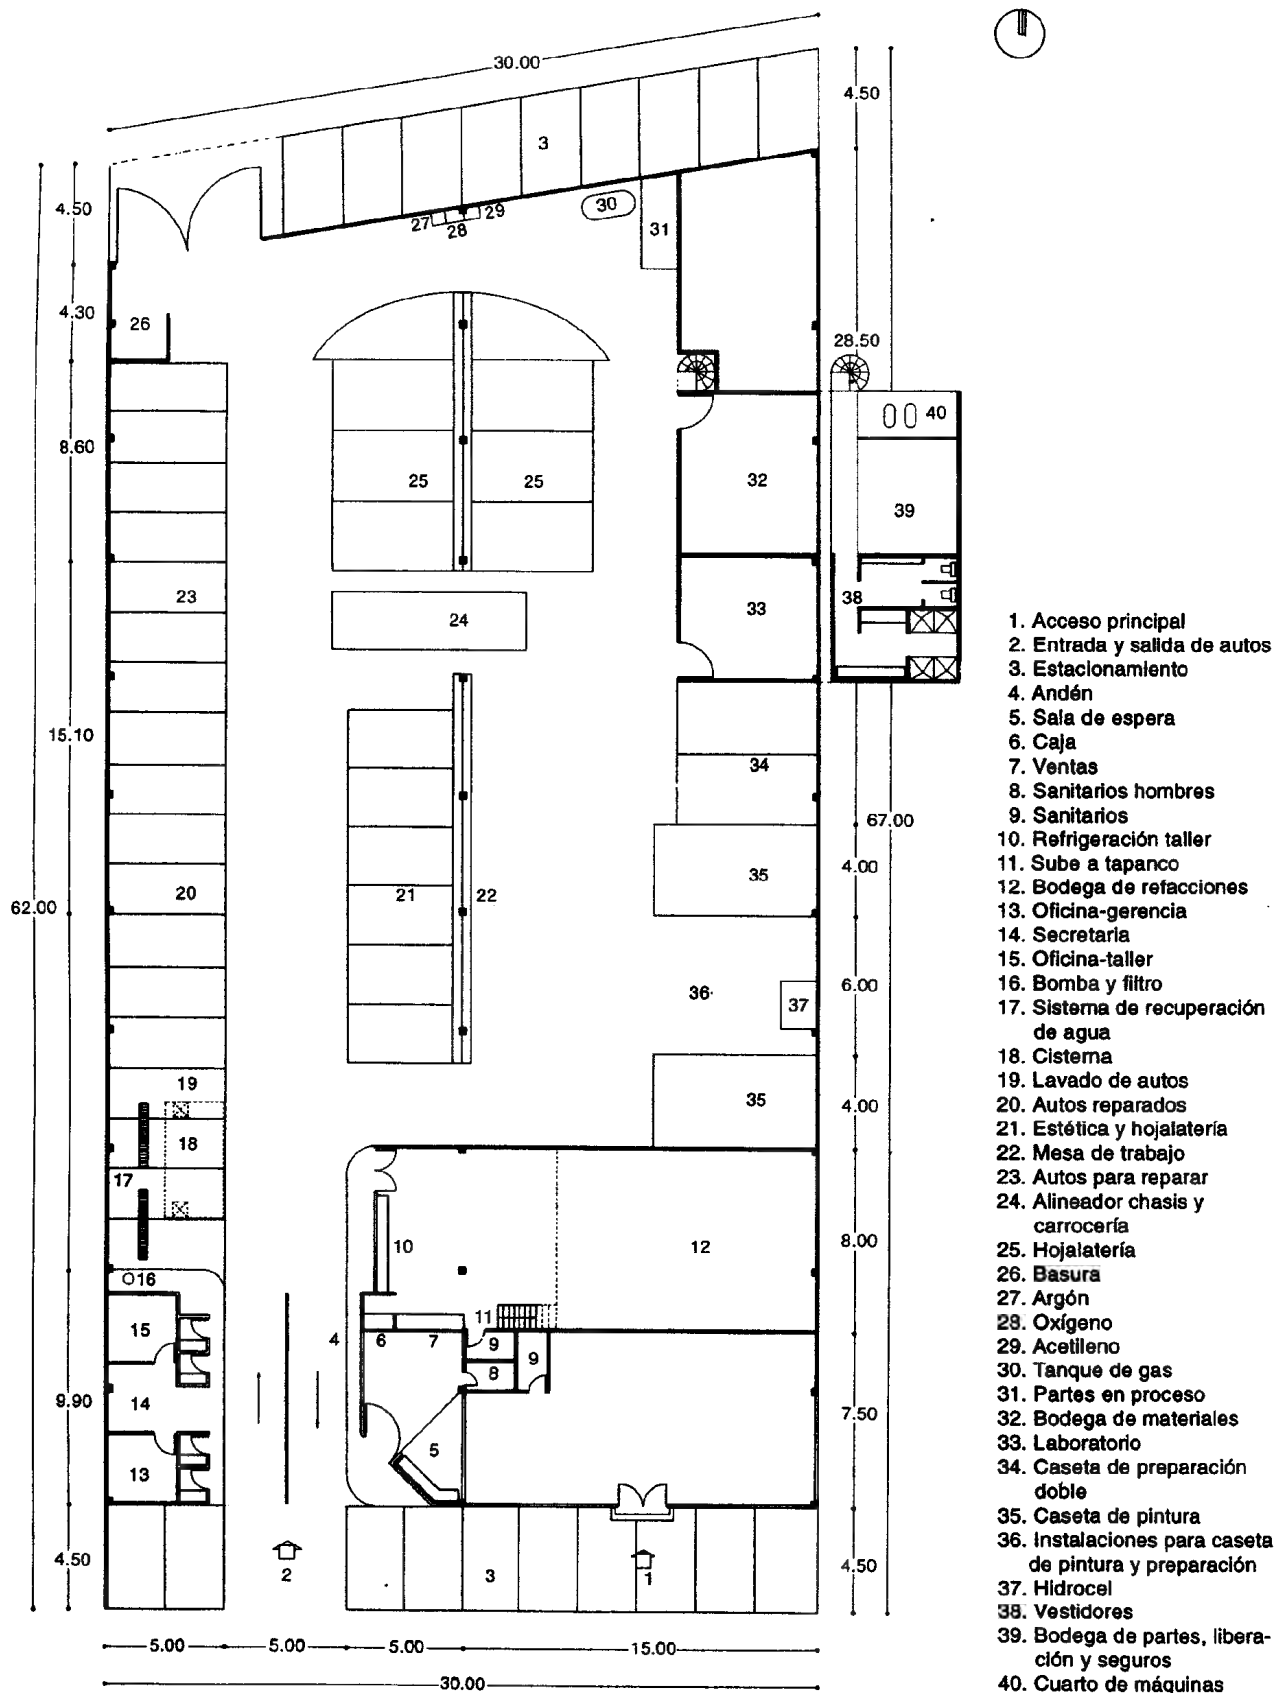 30.00
4.50
3
4.50
27
28
29
30
31
4.30
26
28.50
40
8.60
25
25
32
39
23
24
33
38
15.10
34
67.00
62.00
20
21
22
35
4.00
36
37
6.00
19
35
4.00
18
17
10
12
8.00
16
11
15
4
6
7
9
9
8
9.90
14
5
7.50
13
4.50
2
3
1
4.50
5.00
5.00
5.00
15.00
30.00
1. Acceso principal
2. Entrada y salida de autos
3. Estacionamiento
4. Andén
5. Sala de espera
6. Caja
7. Ventas
8. Sanitarios hombres
9. Sanitarios
10. Refrigeración taller
11. Sube a tapanco
12. Bodega de refacciones
13. Oficina-gerencia
14. Secretaria
15. Oficina-taller
16. Bomba y filtro
17. Sistema de recuperación
de agua
18. Cisterna
19. Lavado de autos
20. Autos reparados
21. Estética y hojalatería
22. Mesa de trabajo
23. Autos para reparar
24. Alineador chasis y
carrocería
25. Hojalatería
26. Basura
27. Argón
28. Oxígeno
29. Acetileno
30. Tanque de gas
31. Partes en proceso
32. Bodega de materiales
33. Laboratorio
34. Caseta de preparación
doble
35. Caseta de pintura
36. Instalaciones para caseta
de pintura y preparación
37. Hidrocel
38. Vestidores
39. Bodega de partes, libera-
ción y seguros
40. Cuarto de máquinas